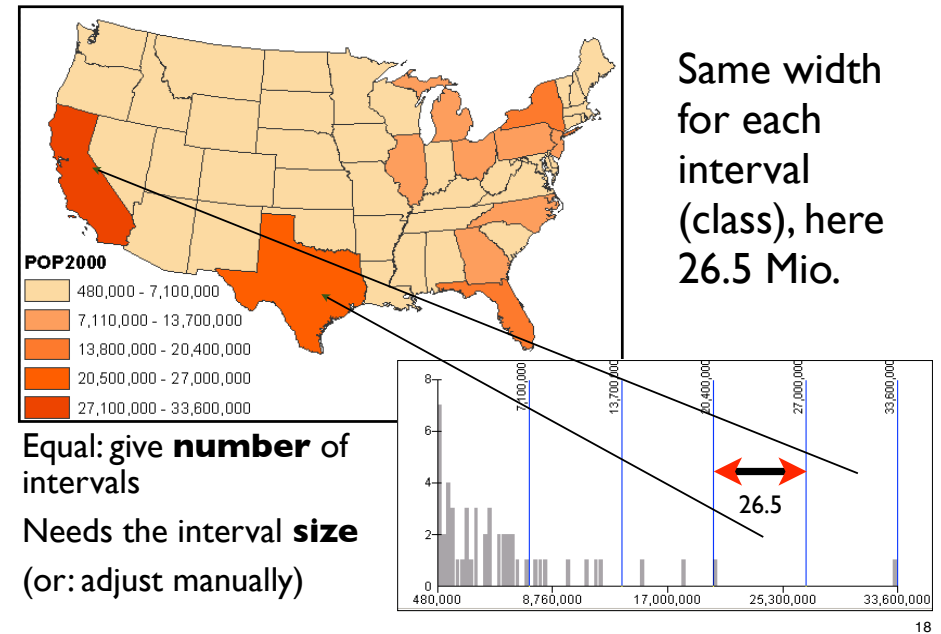 Same width
for each
interval
(class), here
26.5 Mio.
POP2000
480,000 - 7,100,000
7,110,000 - 13,700,000
13,800,000 - 20,400,000
20,500,000 - 27,000,000
27,100,000 - 33,600,000
Equal: give number of
intervals
Needs the interval size
(or: adjust manually)
7,100,000
13,700,000
20,400,000
27,000,000
33,600,000
8
6
4
2
0
26.5
480,000 8,760,000 17,000,000 25,300,000 33,600,000
18